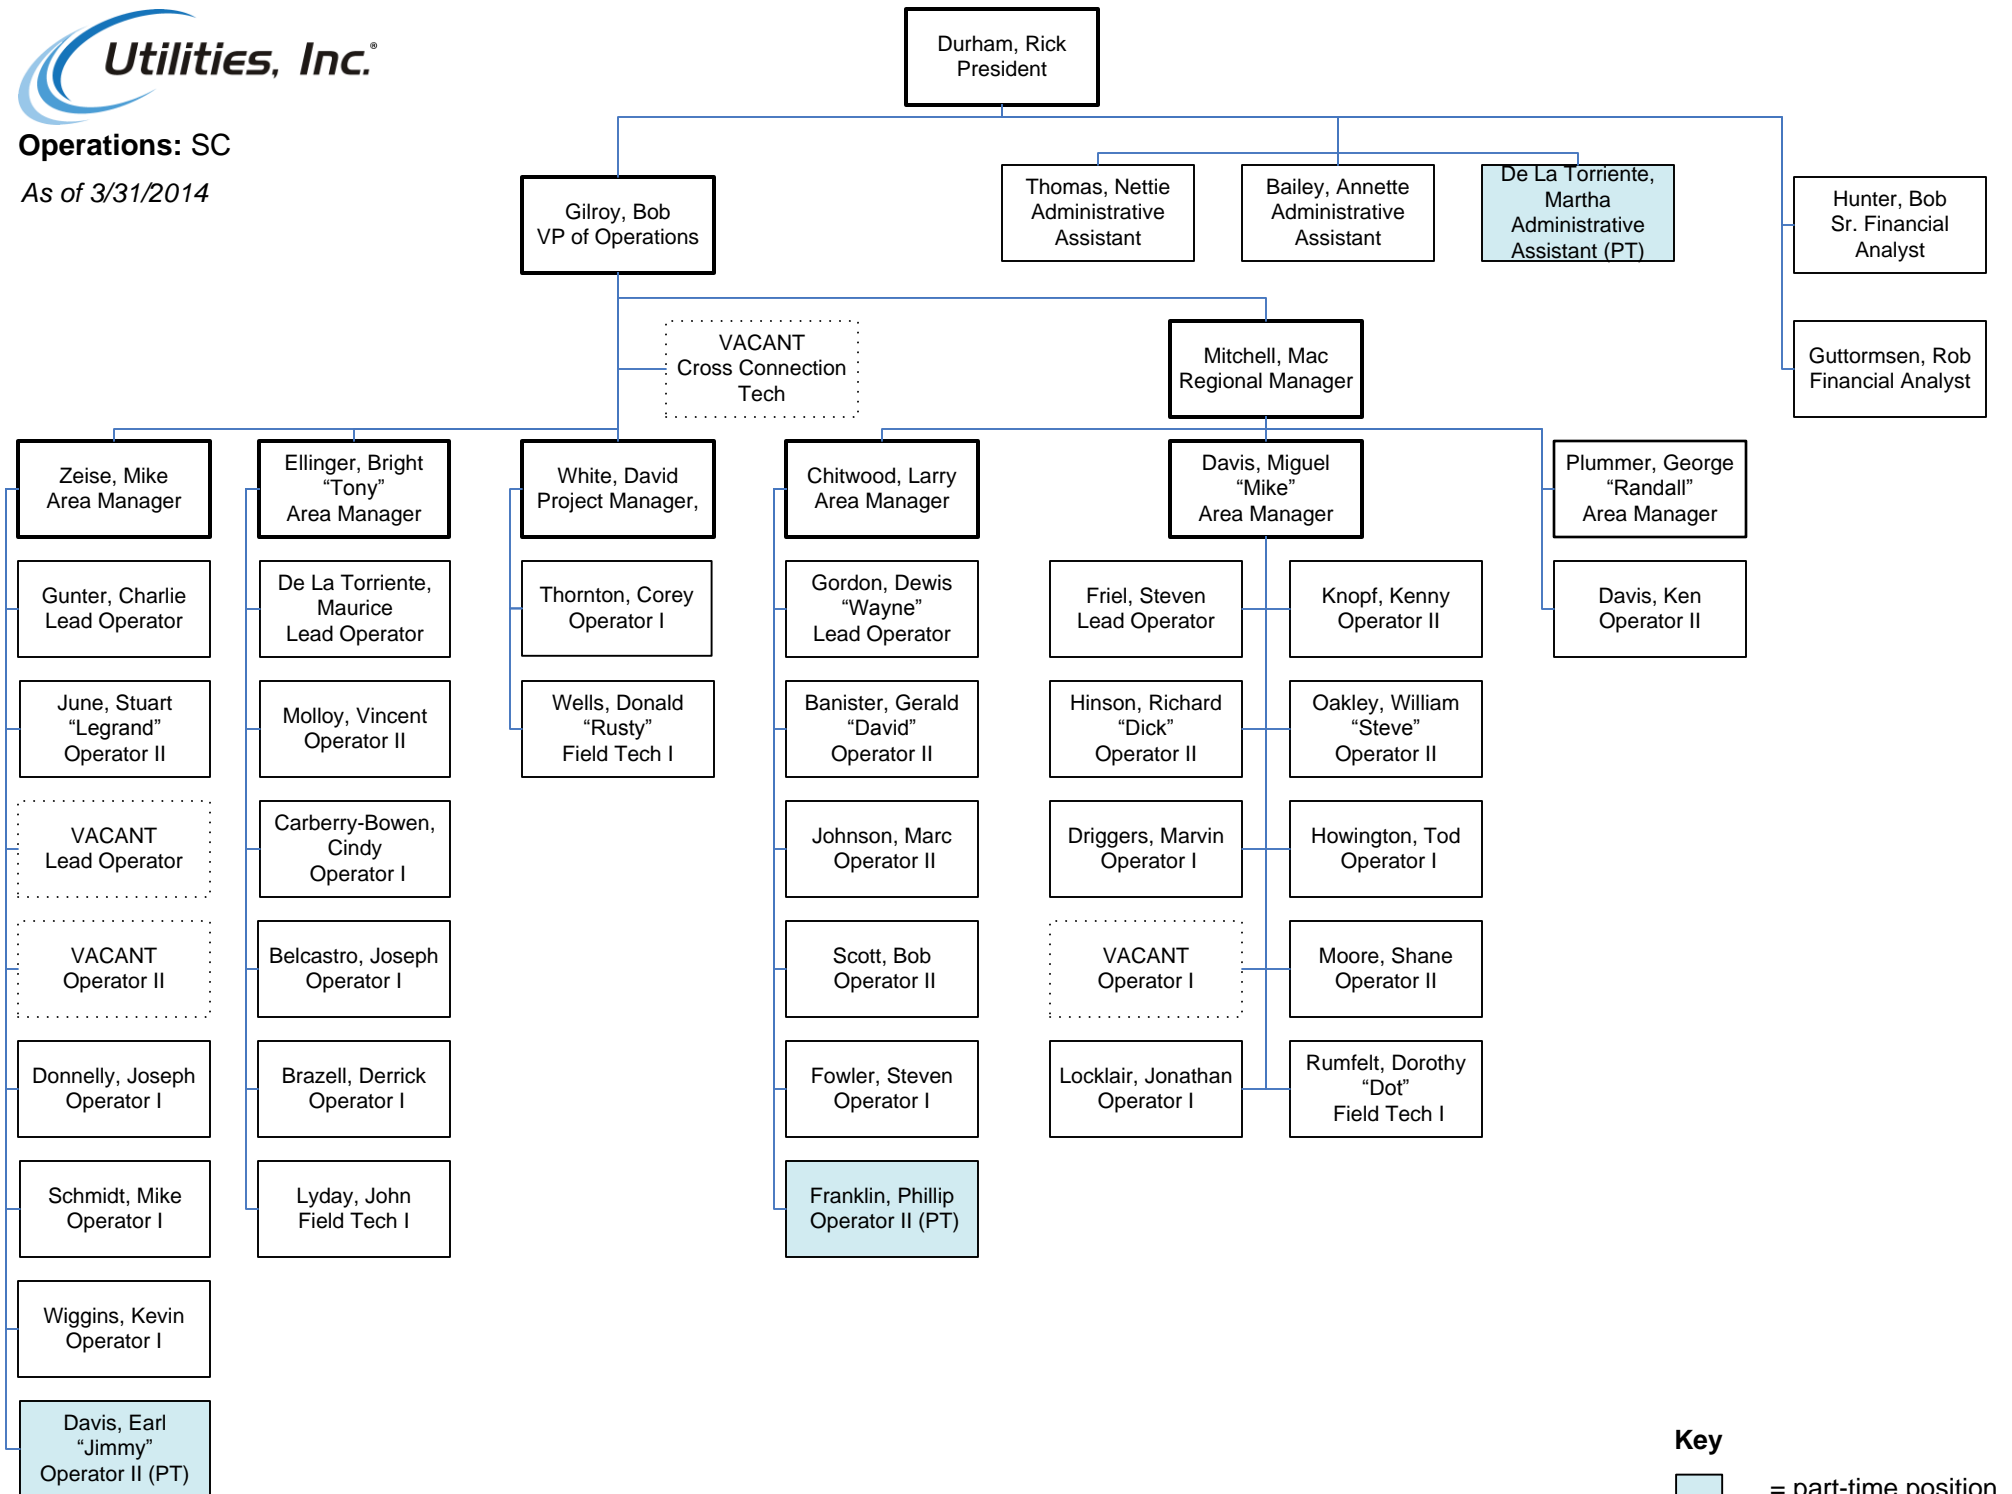 Utilities, Inc.®
Operations: SC
As of 3/31/2014
Durham, Rick
President
Gilroy, Bob
VP of Operations
Thomas, Nettie
Administrative
Assistant
Bailey, Annette
Administrative
Assistant
De La Torriente,
Martha
Administrative
Assistant (PT)
Hunter, Bob
Sr. Financial
Analyst
VACANT
Cross Connection
Tech
Mitchell, Mac
Regional Manager
Guttormsen, Rob
Financial Analyst
Zeise, Mike
Area Manager
Ellinger, Bright
“Tony”
Area Manager
White, David
Project Manager,
Chitwood, Larry
Area Manager
Davis, Miguel
“Mike”
Area Manager
Plummer, George
“Randall”
Area Manager
Gunter, Charlie
Lead Operator
De La Torriente,
Maurice
Lead Operator
Thornton, Corey
Operator I
Gordon, Dewis
“Wayne”
Lead Operator
Friel, Steven
Lead Operator
Knopf, Kenny
Operator II
Davis, Ken
Operator II
June, Stuart
“Legrand”
Operator II
Molloy, Vincent
Operator II
Wells, Donald
“Rusty”
Field Tech I
Banister, Gerald
“David”
Operator II
Hinson, Richard
“Dick”
Operator II
Oakley, William
“Steve”
Operator II
VACANT
Lead Operator
Carberry-Bowen,
Cindy
Operator I
Johnson, Marc
Operator II
Driggers, Marvin
Operator I
Howington, Tod
Operator I
VACANT
Operator II
Belcastro, Joseph
Operator I
Scott, Bob
Operator II
VACANT
Operator I
Moore, Shane
Operator II
Donnelly, Joseph
Operator I
Brazell, Derrick
Operator I
Fowler, Steven
Operator I
Locklair, Jonathan
Operator I
Rumfelt, Dorothy
“Dot”
Field Tech I
Schmidt, Mike
Operator I
Lyday, John
Field Tech I
Franklin, Phillip
Operator II (PT)
Wiggins, Kevin
Operator I
Davis, Earl
“Jimmy”
Operator II (PT)
Key
= part-time position